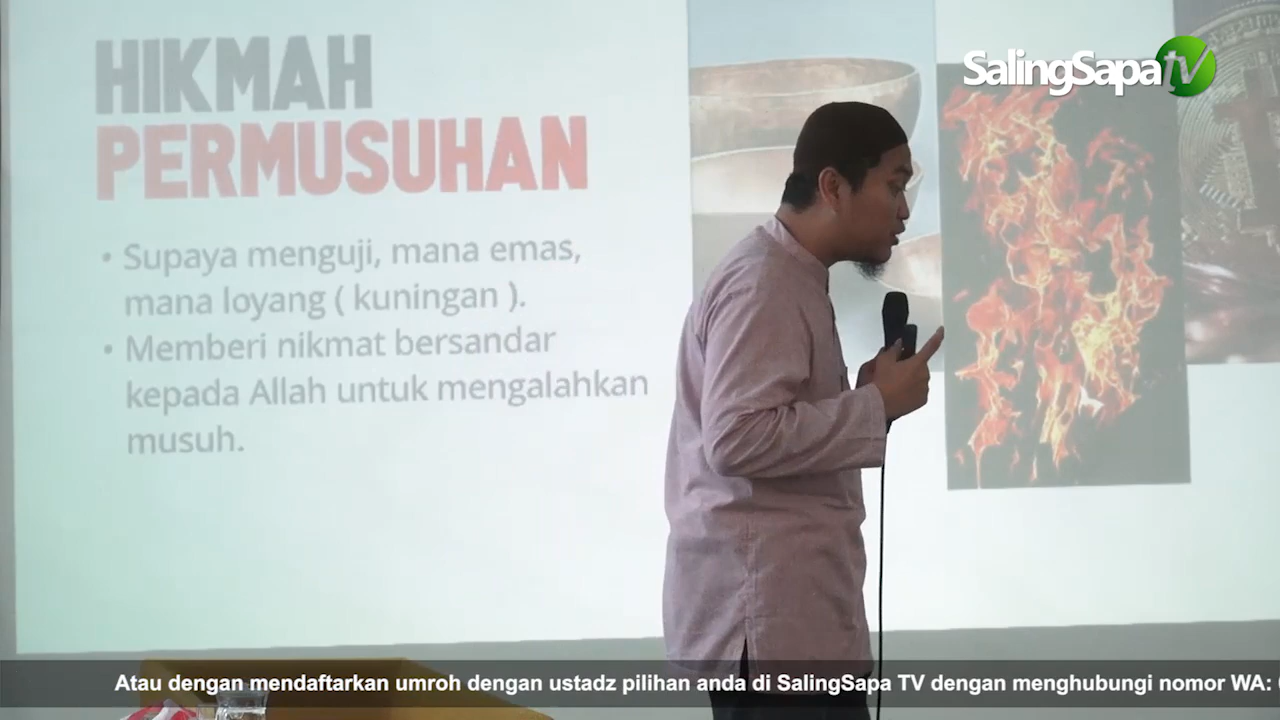 HIKMAH
PERMUSUHAN
• Supaya menguji, mana emas,
mana loyang ( kuningan ).
• Memberi nikmat bersandar
kepada Allah untuk mengalahkan
musuh.
SalingSapa tv
Atau dengan mendaftarkan umroh dengan ustadz pilihan anda di SalingSapa TV dengan menghubungi nomor WA: